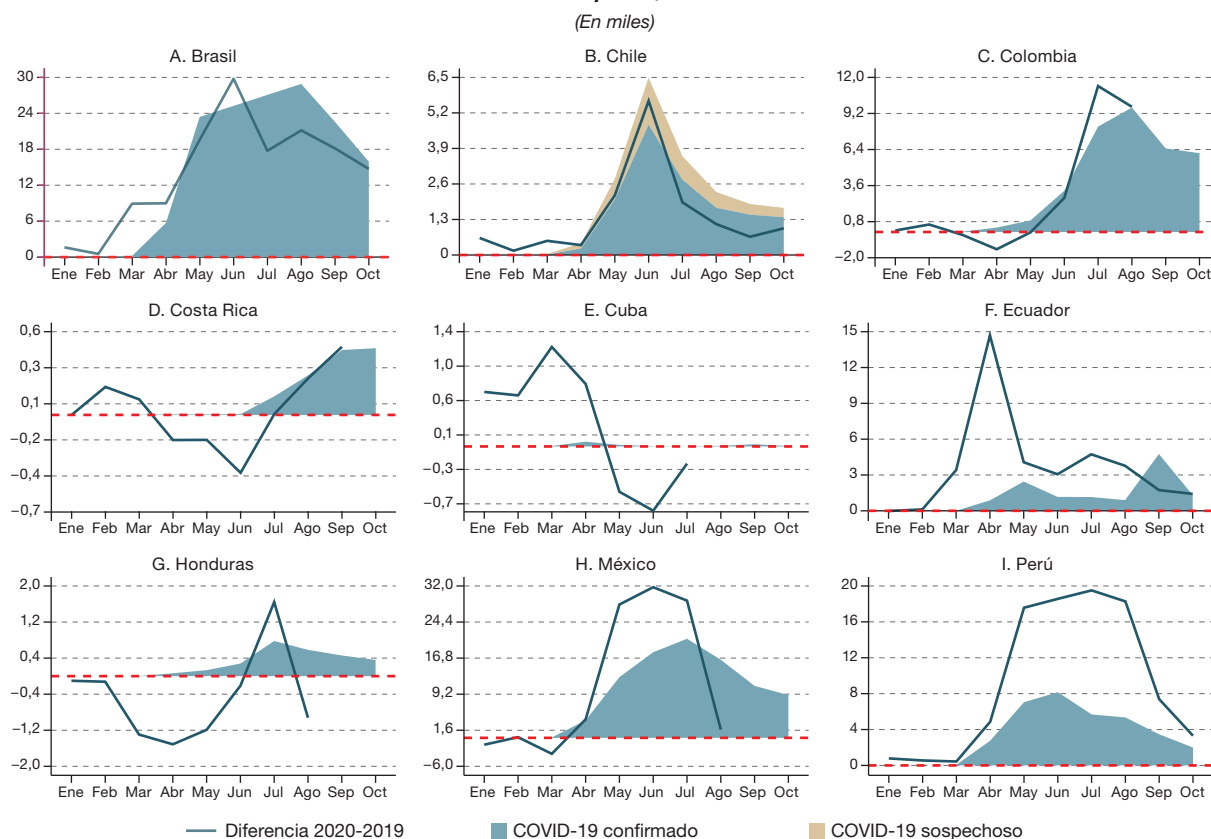 (En miles)
A. Brasil
30
24
18
12
6
0
Ene Feb Mar Abr May Jun Jul Ago Sep Oct
B. Chile
6,5
5,2
3,9
2,6
1,3
0
Ene Feb Mar Abr May Jun Jul Ago Sep Oct
C. Colombia
12,0
9,2
6,4
3,6
0,8
−2,0
Ene Feb Mar Abr May Jun Jul Ago Sep Oct
D. Costa Rica
0,6
0,3
0,1
−0,2
−0,4
−0,7
Ene Feb Mar Abr May Jun Jul Ago Sep Oct
E. Cuba
1,4
1,0
0,6
0,1
−0,3
−0,7
Ene Feb Mar Abr May Jun Jul Ago Sep Oct
F. Ecuador
15
12
9
6
3
0
Ene Feb Mar Abr May Jun Jul Ago Sep Oct
G. Honduras
2,0
1,2
0,4
−0,4
−1,2
−2,0
Ene Feb Mar Abr May Jun Jul Ago Sep Oct
H. México
32,0
24,4
16,8
9,2
1,6
−6,0
Ene Feb Mar Abr May Jun Jul Ago Sep Oct
I. Perú
20
16
12
8
4
0
Ene Feb Mar Abr May Jun Jul Ago Sep Oct
Diferencia 2020-2019 COVID-19 confirmado COVID-19 sospechoso